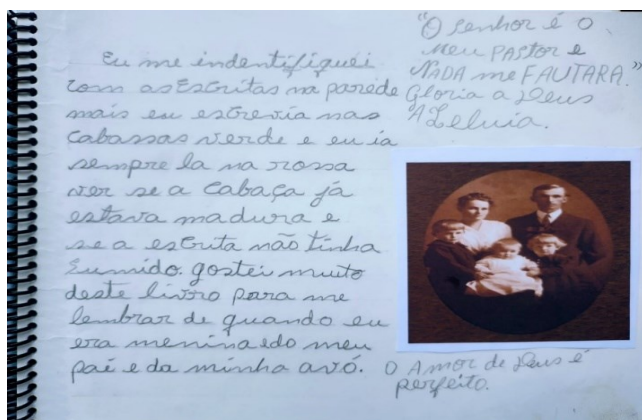 Eu me indentifiquei
com as Escritas na parede
mais eu escrevia nas
cabassas verde e eu ia
sempre la na rossa
ver se a cabaça já
estava madura e
se a escrita não tinha
Sumido. gostei muito
deste livro para me
lembrar de quando eu
era menina e do meu
pai e da minha avó.
"O Senhor é o
meu PASTOR e
NADA me FAUTARA."
Gloria a Deus
Aleluia.
O Amor de Deus é
perfeito.